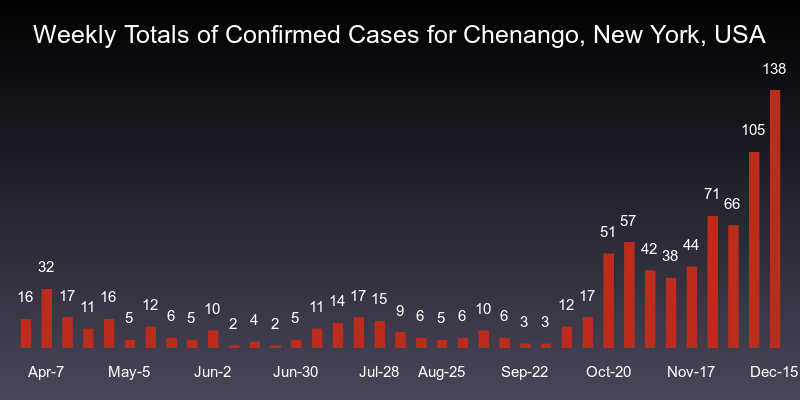 Weekly Totals of Confirmed Cases for Chenango, New York, USA
16 32 17 11 16 5 12 6 5 10 2 4 2 5 11 14 17 15 9 6 5 6 10 6 3 3 12 17 51 57 42 38 44 71 66 105 138
Apr-7 May-5 Jun-2 Jun-30 Jul-28 Aug-25 Sep-22 Oct-20 Nov-17 Dec-15